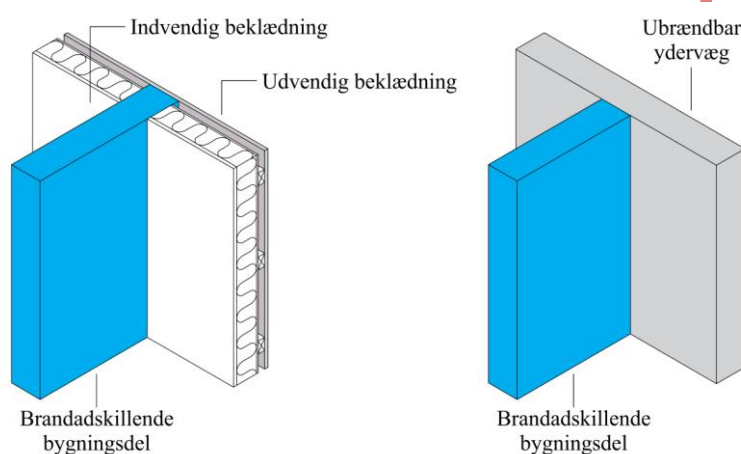 Indvendig beklædning
Udvendig beklædning
Brandadskillende
bygningsdel
Ubrændbar
ydervæg
Brandadskillende
bygningsdel